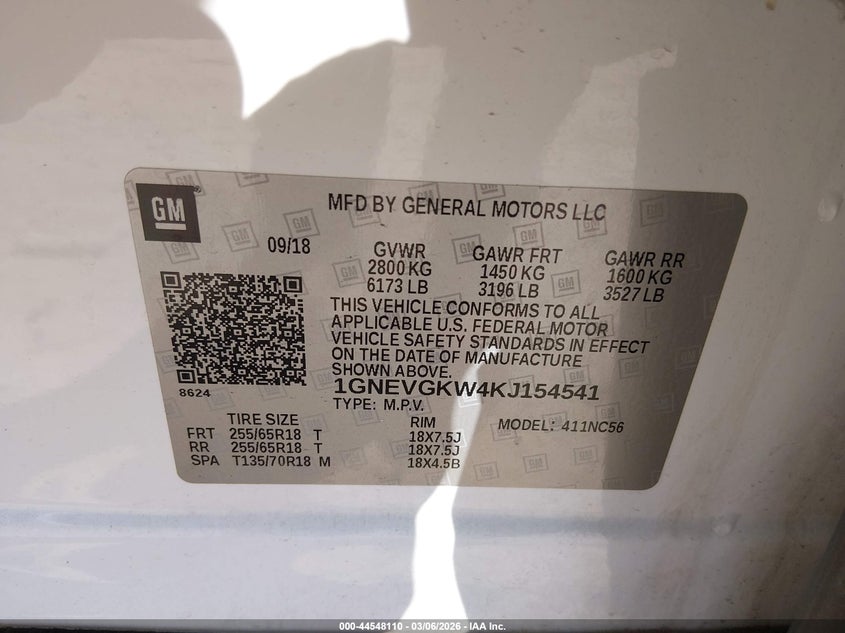 GM
MFD BY GENERAL MOTORS LLC
09/18
GVWR
2800 KG
6173 LB
GAWR FRT
1450 KG
3196 LB
GAWR RR
1600 KG
3527 LB
THIS VEHICLE CONFORMS TO ALL
APPLICABLE U.S. FEDERAL MOTOR
VEHICLE SAFETY STANDARDS IN EFFECT
ON THE DATE OF MANUFACTURE
SHOWN ABOVE.
8624
1GNEVGKW4KJ154541
TYPE: M.P.V.
MODEL: 411NC56
TIRE SIZE RIM
FRT 255/65R18 T 18X7.5J
RR 255/65R18 T 18X7.5J
SPA T135/70R18 M 18X4.5B
000-44548110 — 03/06/2026 — IAA Inc.